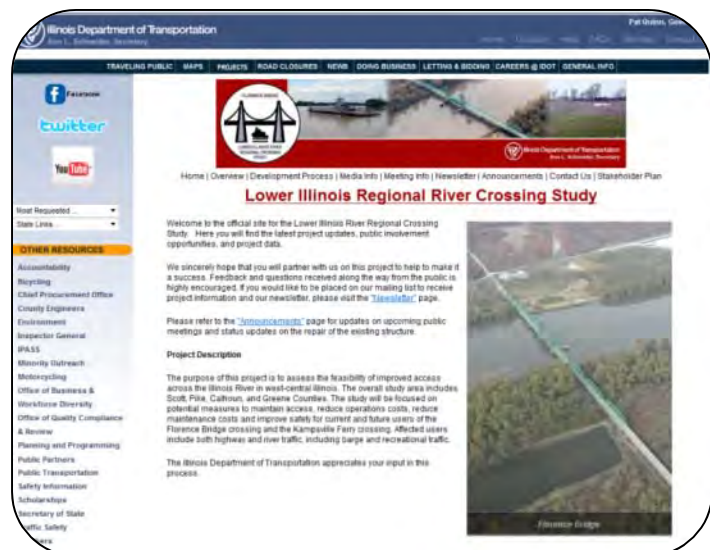 Illinois Department of Transportation
Ann L. Schneider, Secretary
Pat Quinn,
TRAVELING PUBLIC MAPS PROJECTS ROAD CLOSURES NEWS DOING BUSINESS LETTING & BIDDING CAREERS @ IDOT GENERAL INFO
Facebook
twitter
You Tube
Most Requested ...
State Links ...
OTHER RESOURCES
Accountability
Bicycling
Chief Procurement Office
County Engineers
Environment
Inspector General
IPASS
Minority Outreach
Motorcycling
Office of Business &
Workforce Diversity
Office of Quality Compliance
& Review
Planning and Programming
Public Partners
Public Transportation
Safety Information
Scholarships
Secretary of State
Traffic Safety
Illinois Department of Transportation
Ann L. Schneider, Secretary
Home | Overview | Development Process | Media Info | Meeting Info | Newsletter | Announcements | Contact Us | Stakeholder Plan
Lower Illinois Regional River Crossing Study
Welcome to the official site for the Lower Illinois River Regional Crossing
Study. Here you will find the latest project updates, public involvement
opportunities, and project data.
We sincerely hope that you will partner with us on this project to help to make it
a success. Feedback and questions received along the way from the public is
highly encouraged. If you would like to be placed on our mailing list to receive
project information and our newsletter, please visit the "Newsletter" page.
Please refer to the "Announcements" page for updates on upcoming public
meetings and status updates on the repair of the existing structure.
Project Description
The purpose of this project is to assess the feasibility of improved access
across the Illinois River in west-central Illinois. The overall study area includes
Scott, Pike, Calhoun, and Greene Counties. The study will be focused on
potential measures to maintain access, reduce operations costs, reduce
maintenance costs and improve safety for current and future users of the
Florence Bridge crossing and the Kampsville Ferry crossing. Affected users
include both highway and river traffic, including barge and recreational traffic.
The Illinois Department of Transportation appreciates your input in this
process.
Florence Bridge